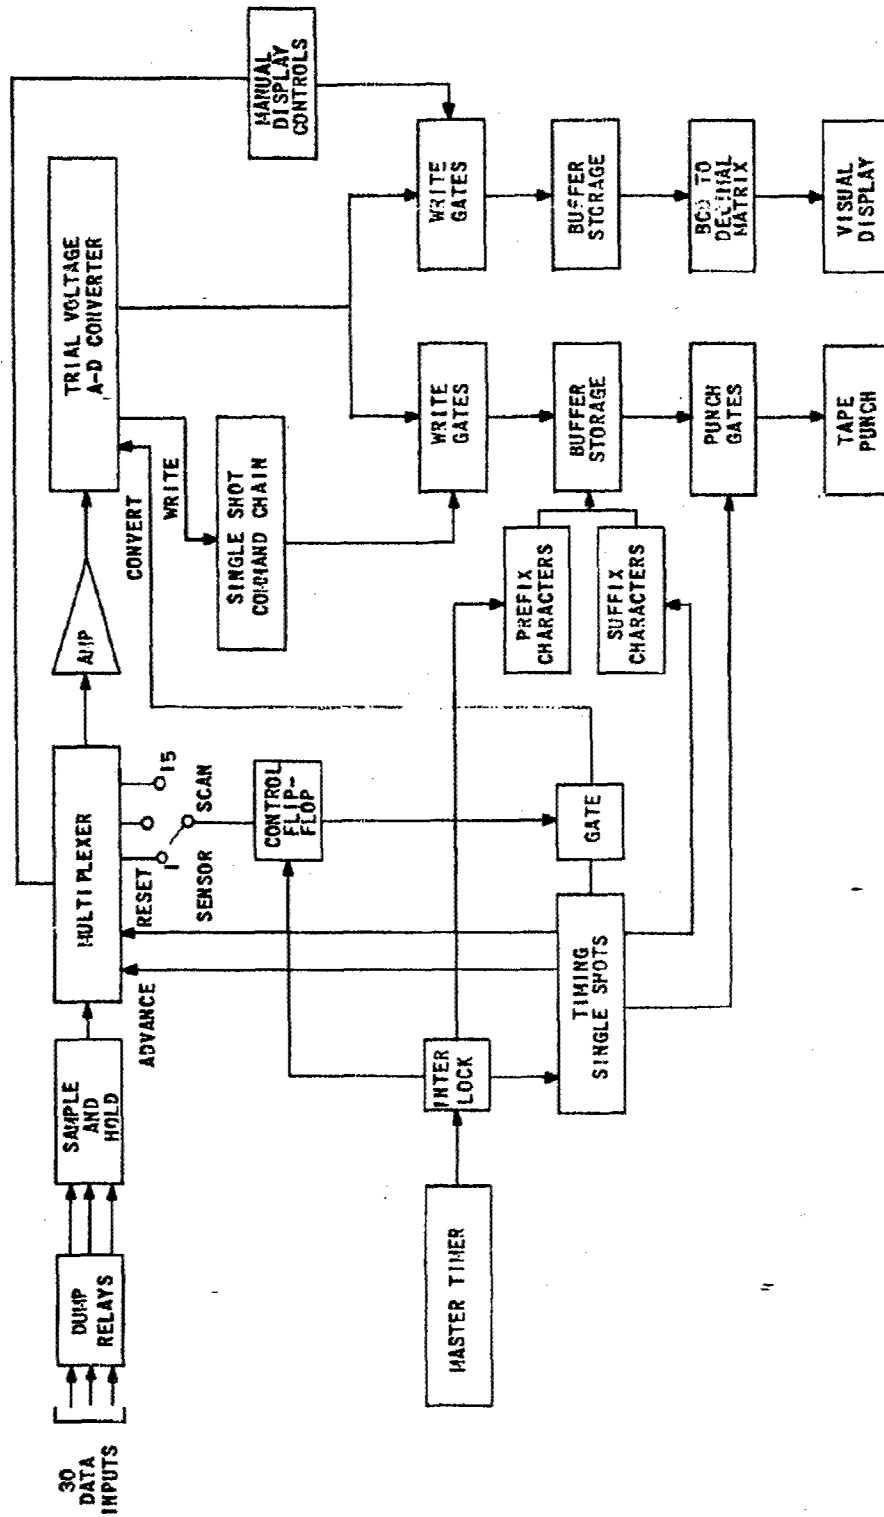 30
DATA
INPUTS
DUMP
RELAYS
SAMPLE
AND
HOLD
MULTIPLEXER
AMP
TRIAL VOLTAGE
A-D CONVERTER
MANUAL
DISPLAY
CONTROLS
ADVANCE
RESET
1
15
SENSOR
SCAN
CONVERT
WRITE
SINGLE SHOT
COMMAND CHAIN
CONTROL
FLIP-
FLOP
MASTER TIMER
INTER
LOCK
TIMING
SINGLE SHOTS
GATE
PREFIX
CHARACTERS
SUFFIX
CHARACTERS
WRITE
GATES
WRITE
GATES
BUFFER
STORAGE
BUFFER
STORAGE
PUNCH
GATES
BCD TO
DECIMAL
MATRIX
TAPE
PUNCH
VISUAL
DISPLAY